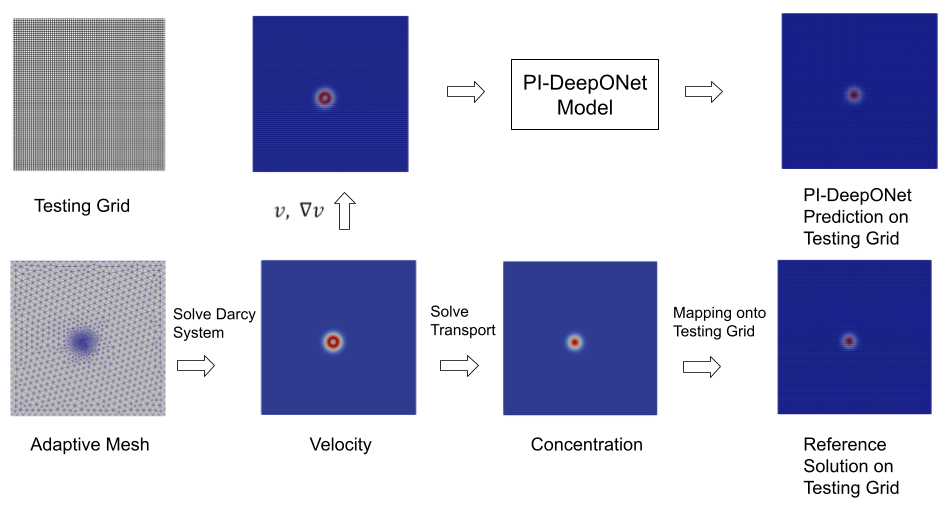 PI-DeepONet
Model
Testing Grid
v, ∇v
PI-DeepONet
Prediction on
Testing Grid
Solve Darcy
System
Solve
Transport
Mapping onto
Testing Grid
Adaptive Mesh
Velocity
Concentration
Reference
Solution on
Testing Grid